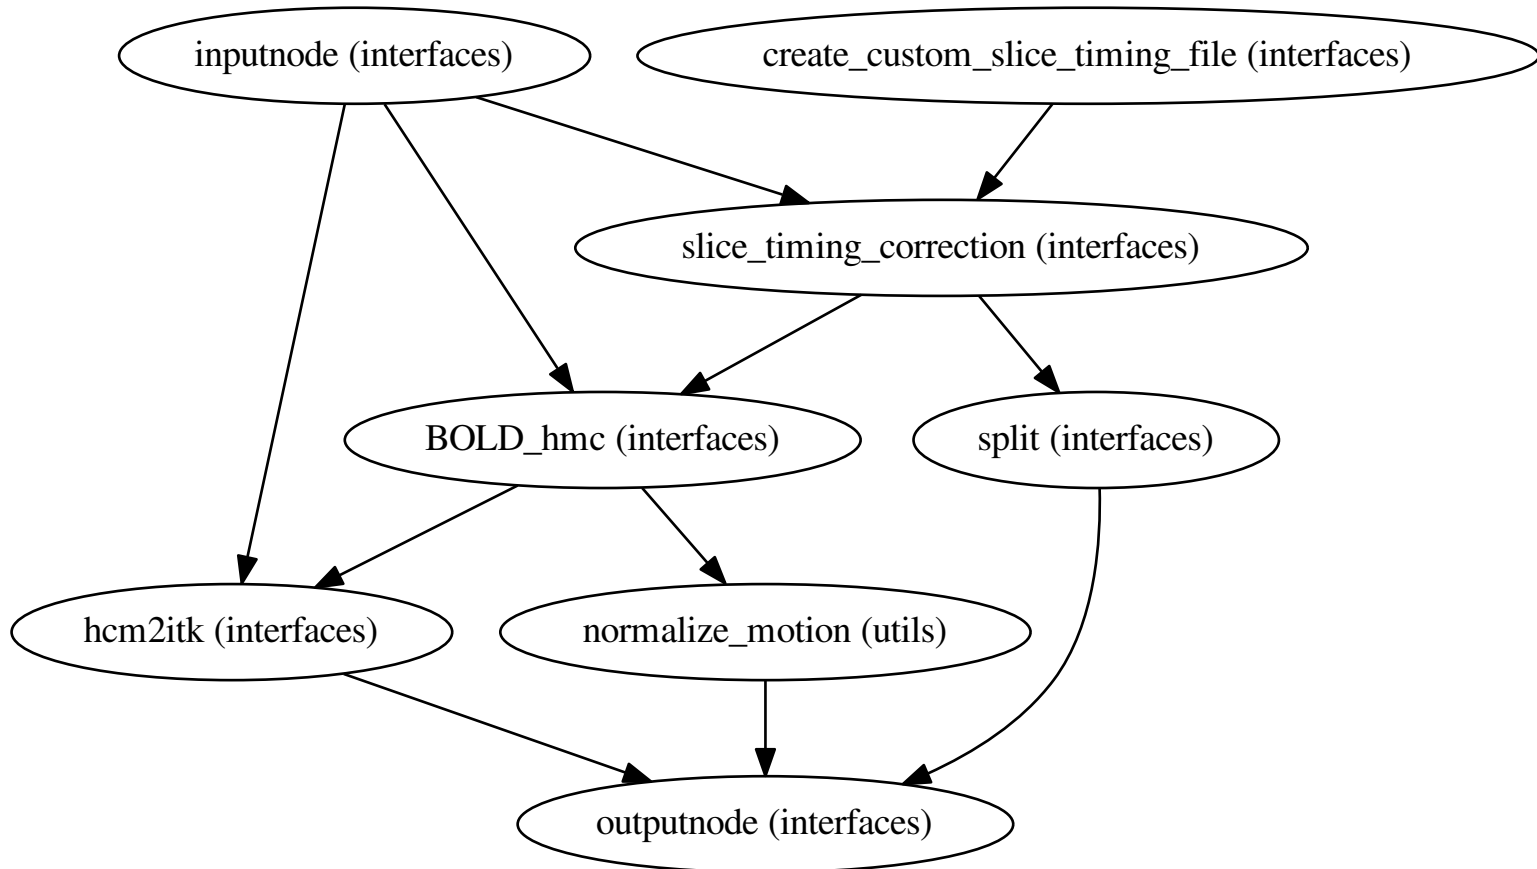 inputnode (interfaces)
create_custom_slice_timing_file (interfaces)
slice_timing_correction (interfaces)
BOLD_hmc (interfaces)
split (interfaces)
hcm2itk (interfaces)
normalize_motion (utils)
outputnode (interfaces)